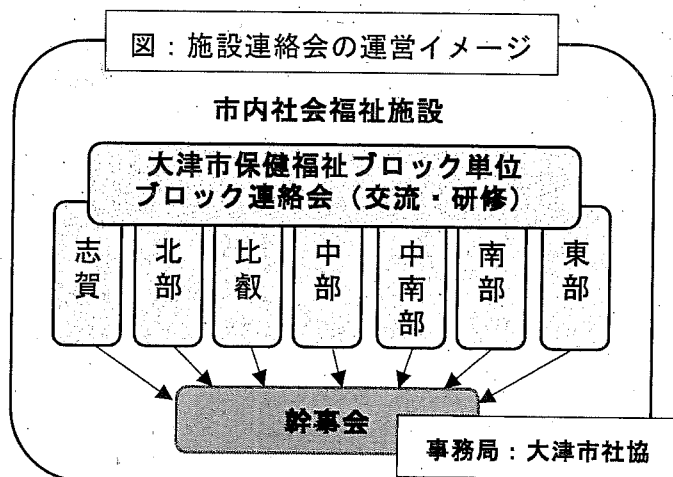 図：施設連絡会の運営イメージ
市内社会福祉施設
大津市保健福祉ブロック単位
ブロック連絡会（交流・研修）
志賀
北部
比叡
中部
中南部
南部
東部
幹事会
事務局：大津市社協